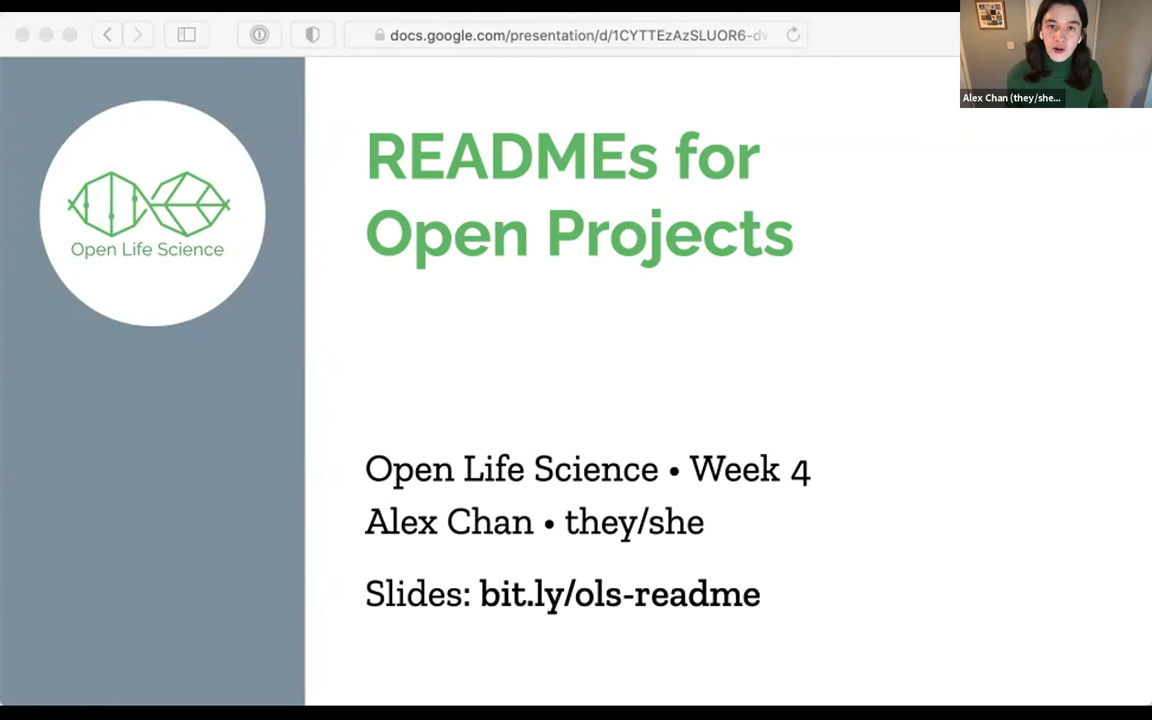 docs.google.com/presentation/d/1CYTTEzAzSLUOR6-dv
Alex Chan (they/she...
READMEs for
Open Projects
Open Life Science
Open Life Science • Week 4
Alex Chan • they/she
Slides: bit.ly/ols-readme